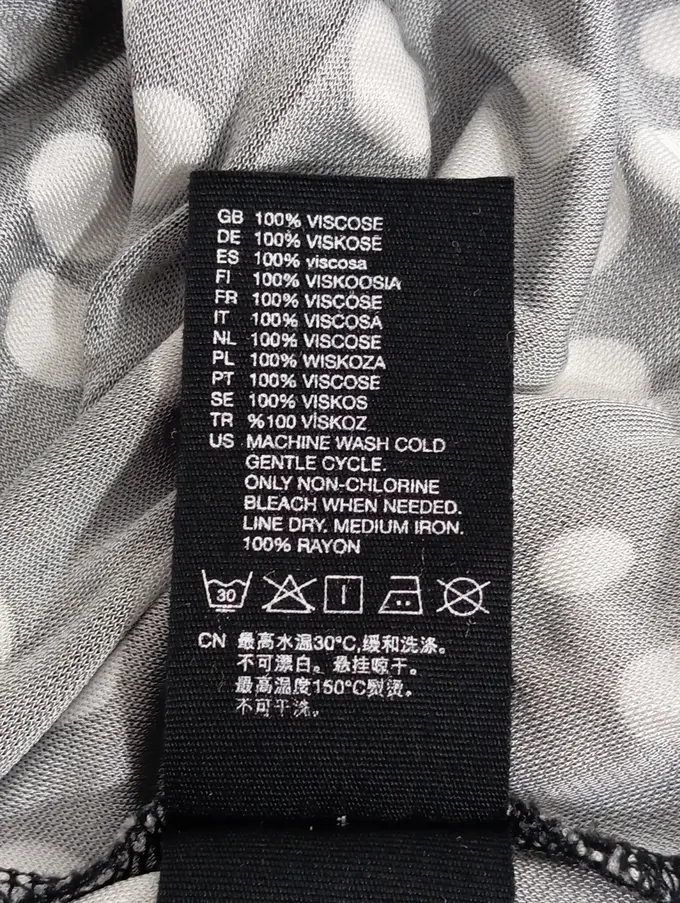 GB 100% VISCOSE
DE 100% VISKOSE
ES 100% viscosa
FI 100% VISKOOSIA
FR 100% VISCOSE
IT 100% VISCOSA
NL 100% VISCOSE
PL 100% WISKOZA
PT 100% VISCOSE
SE 100% VISKOS
TR %100 VİSKOZ
US MACHINE WASH COLD
GENTLE CYCLE.
ONLY NON-CHLORINE
BLEACH WHEN NEEDED.
LINE DRY. MEDIUM IRON.
100% RAYON
30
CN 最高水温30°C,缓和洗涤。
不可漂白。悬挂晾干。
最高温度150°C熨烫。
不可干洗。